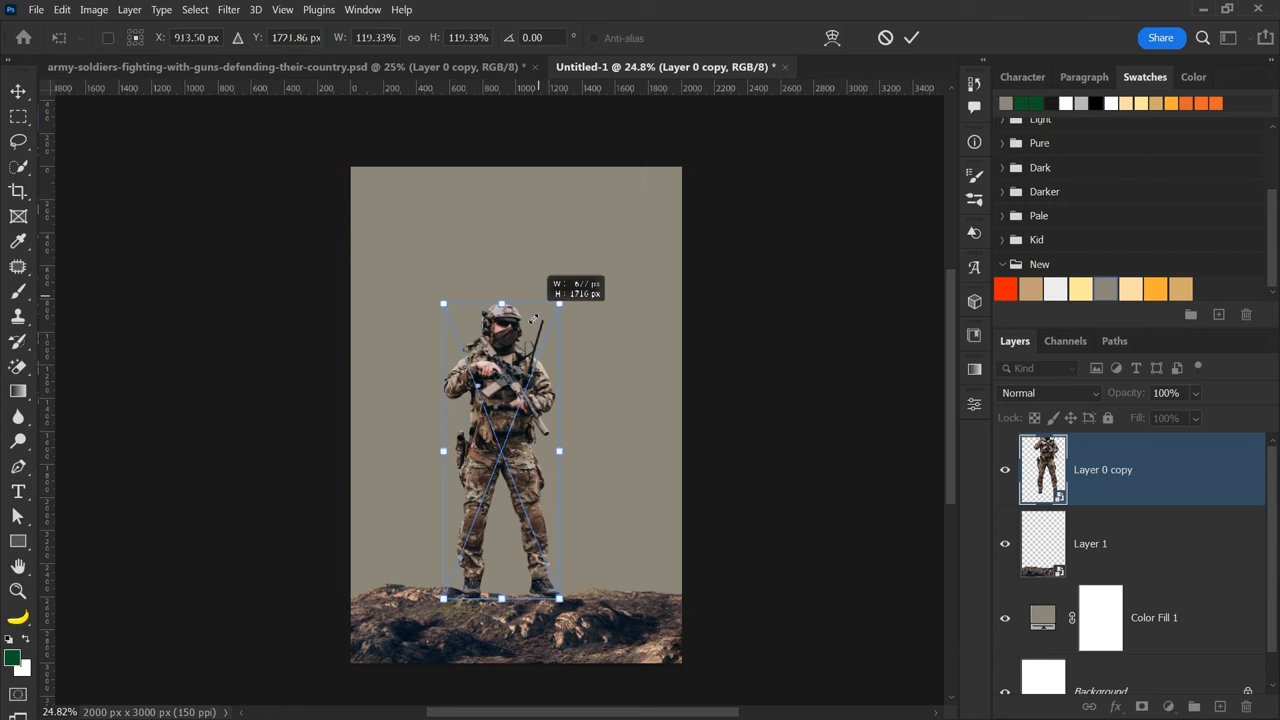 Ps File Edit Image Layer Type Select Filter 3D View Plugins Window Help
X: 913.50 px Y: 1721.86 px W: 119.33% H: 119.33% 0.00 ° Anti-alias Share
army-soldiers-fighting-with-guns-defending-their-country.psd @ 25% (Layer 0 copy, RGB/8) * × Untitled-1 @ 24.8% (Layer 0 copy, RGB/8) * ×
1800 1600 1400 1200 1000 800 600 400 200 0 200 400 600 800 1000 1200 1400 1600 1800 2000 2200 2400 2600 2800 3000 3200 3400
Character Paragraph Swatches Color
Light
Pure
Dark
Darker
Pale
Kid
New
W: 677 px
H: 1716 px
Layers Channels Paths
Kind
Normal Opacity: 100%
Lock: Fill: 100%
Layer 0 copy
Layer 1
Color Fill 1
Background
24.82% 2000 px x 3000 px (150 ppi)